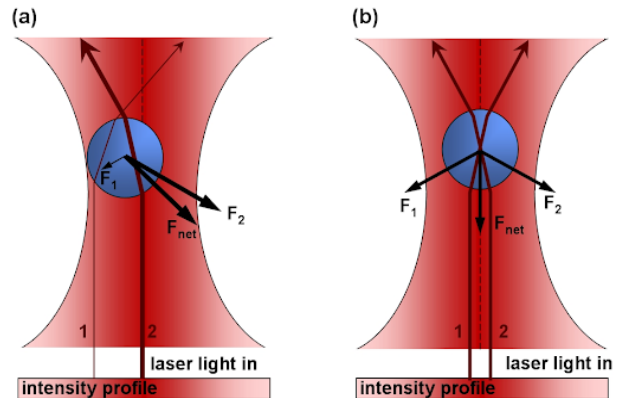 (a)
F1
F2
Fnet
1
2
laser light in
intensity profile
(b)
F1
F2
Fnet
1
2
laser light in
intensity profile